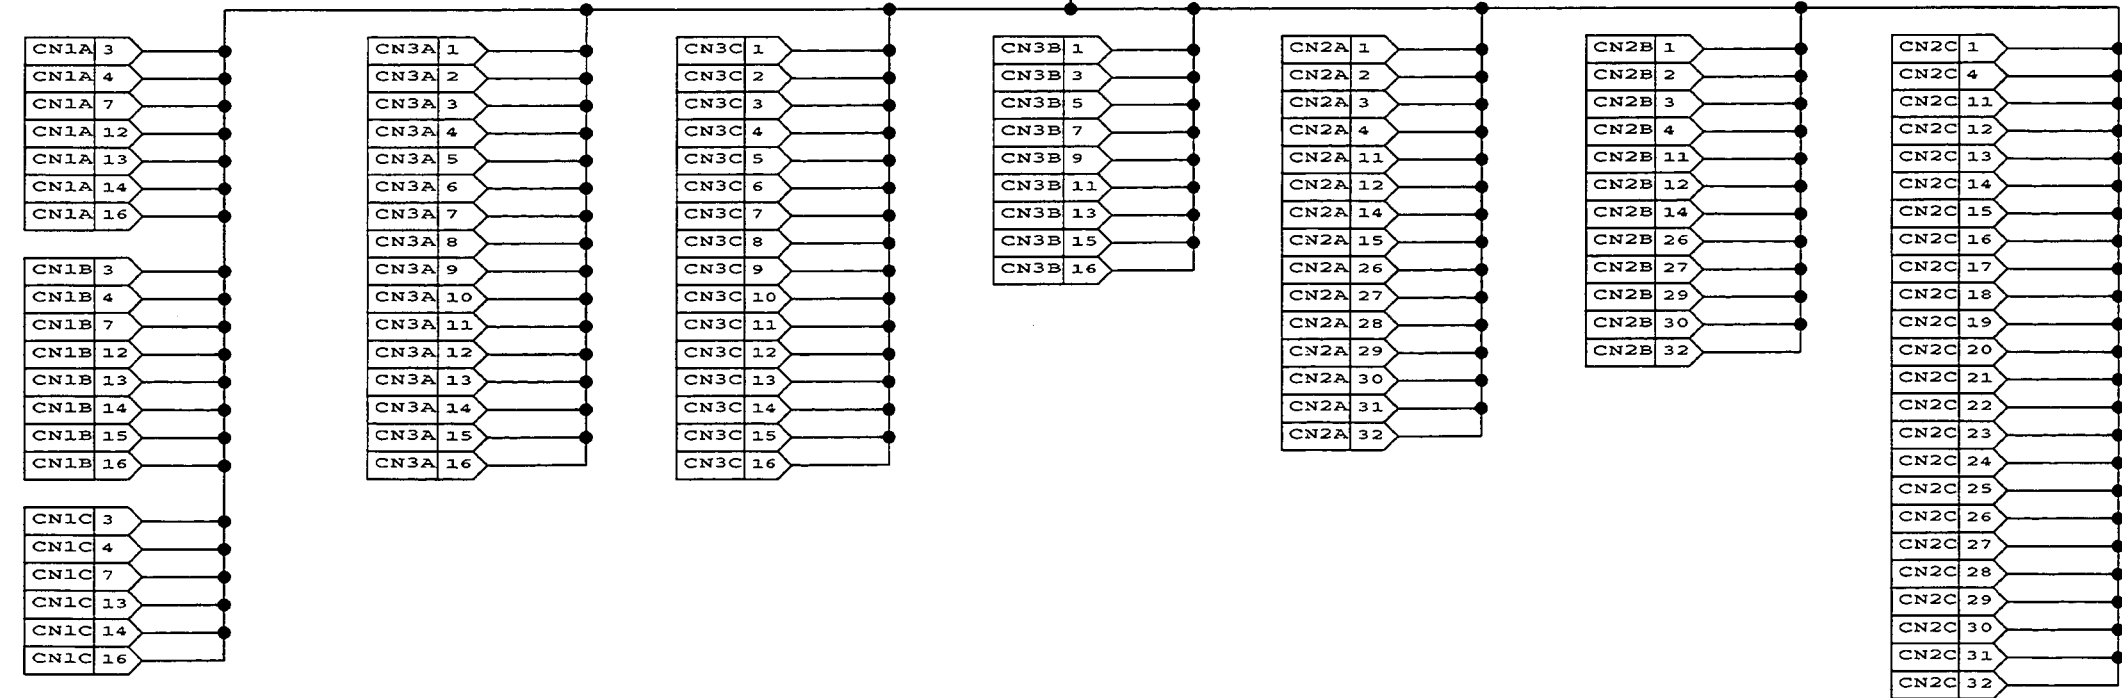 CN1A 3
CN1A 4
CN1A 7
CN1A 12
CN1A 13
CN1A 14
CN1A 16
CN1B 3
CN1B 4
CN1B 7
CN1B 12
CN1B 13
CN1B 14
CN1B 15
CN1B 16
CN1C 3
CN1C 4
CN1C 7
CN1C 13
CN1C 14
CN1C 16
CN3A 1
CN3A 2
CN3A 3
CN3A 4
CN3A 5
CN3A 6
CN3A 7
CN3A 8
CN3A 9
CN3A 10
CN3A 11
CN3A 12
CN3A 13
CN3A 14
CN3A 15
CN3A 16
CN3C 1
CN3C 2
CN3C 3
CN3C 4
CN3C 5
CN3C 6
CN3C 7
CN3C 8
CN3C 9
CN3C 10
CN3C 11
CN3C 12
CN3C 13
CN3C 14
CN3C 15
CN3C 16
CN3B 1
CN3B 3
CN3B 5
CN3B 7
CN3B 9
CN3B 11
CN3B 13
CN3B 15
CN3B 16
CN2A 1
CN2A 2
CN2A 3
CN2A 4
CN2A 11
CN2A 12
CN2A 14
CN2A 15
CN2A 26
CN2A 27
CN2A 28
CN2A 29
CN2A 30
CN2A 31
CN2A 32
CN2B 1
CN2B 2
CN2B 3
CN2B 4
CN2B 11
CN2B 12
CN2B 14
CN2B 26
CN2B 27
CN2B 29
CN2B 30
CN2B 32
CN2C 1
CN2C 4
CN2C 11
CN2C 12
CN2C 13
CN2C 14
CN2C 15
CN2C 16
CN2C 17
CN2C 18
CN2C 19
CN2C 20
CN2C 21
CN2C 22
CN2C 23
CN2C 24
CN2C 25
CN2C 26
CN2C 27
CN2C 28
CN2C 29
CN2C 30
CN2C 31
CN2C 32